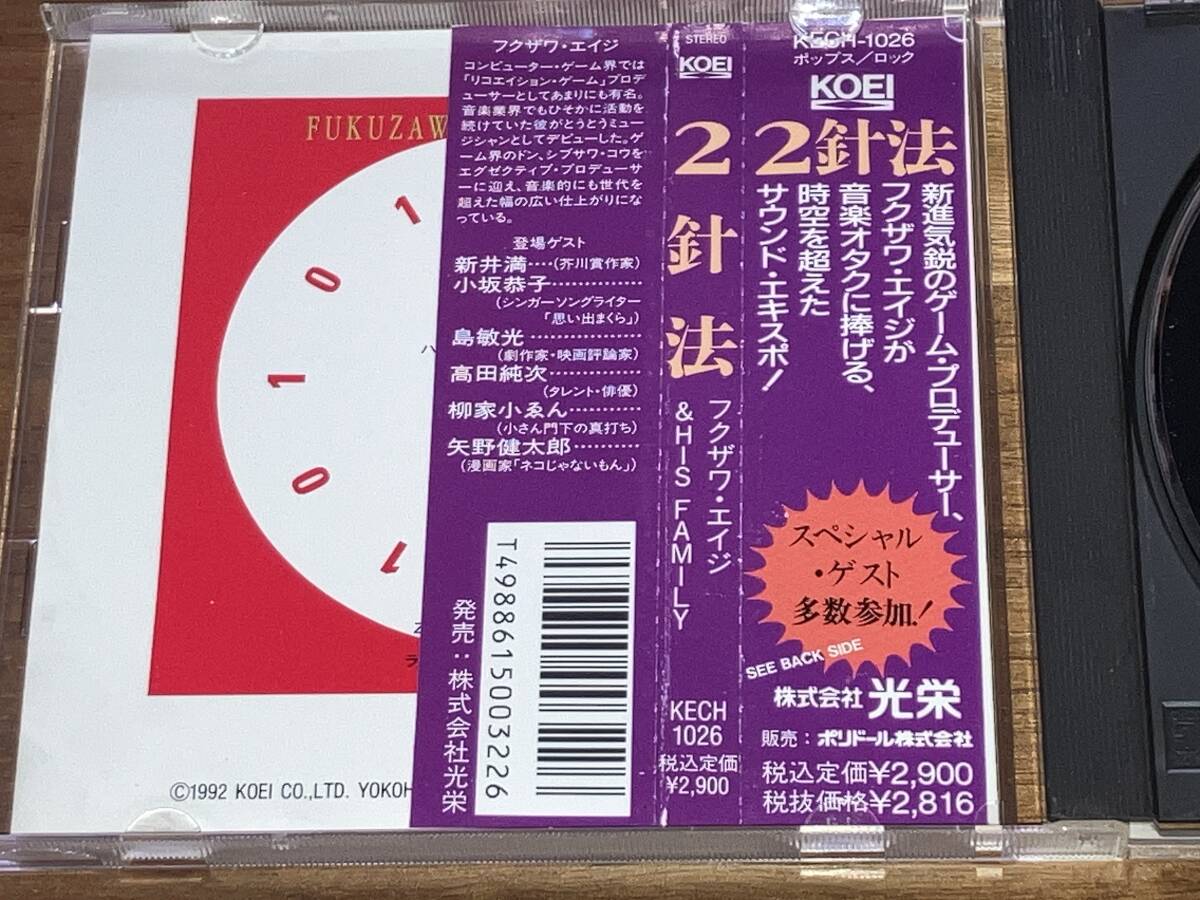 FUKUZAW
1
0
1
0
1
ハ
ラ
©1992 KOEI CO.,LTD. YOKOH
フクザワ・エイジ
コンピューター・ゲーム界では
「リコエイション・ゲーム」プロデ
ューサーとしてあまりにも有名。
音楽業界でもひそかに活動を
続けていた彼がとうとうミュー
ジシャンとしてデビューした。ゲ
ーム界のドン、シブサワ・コウを
エグゼクティブ・プロデューサ
ーに迎え、音楽的にも世代を
超えた幅の広い仕上がりにな
っている。
登場ゲスト
新井満‥‥(芥川賞作家)
小坂恭子‥‥‥‥‥‥‥
(シンガーソングライター
「思い出まくら」)
島敏光‥‥‥‥‥‥‥‥
(劇作家・映画評論家)
高田純次‥‥‥‥‥‥‥
(タレント・俳優)
柳家小ゑん‥‥‥‥‥‥
(小さん門下の真打ち)
矢野健太郎‥‥‥‥‥
(漫画家「ネコじゃないもん」)
T4988615003226
発売:株式会社光栄
STEREO
KOEI
2針法
フクザワ・エイジ
&HIS FAMILY
KECH
1026
税込定価
¥2,900
KECH-1026
ポップス/ロック
KOEI
2針法
新進気鋭のゲーム・プロデューサー、
フクザワ・エイジが
音楽オタクに捧げる、
時空を超えた
サウンド・エキスポ!
スペシャル
・ゲスト
多数参加!
SEE BACK SIDE
株式会社 光栄
販売:ポリドール株式会社
税込定価¥2,900
税抜価格¥2,816